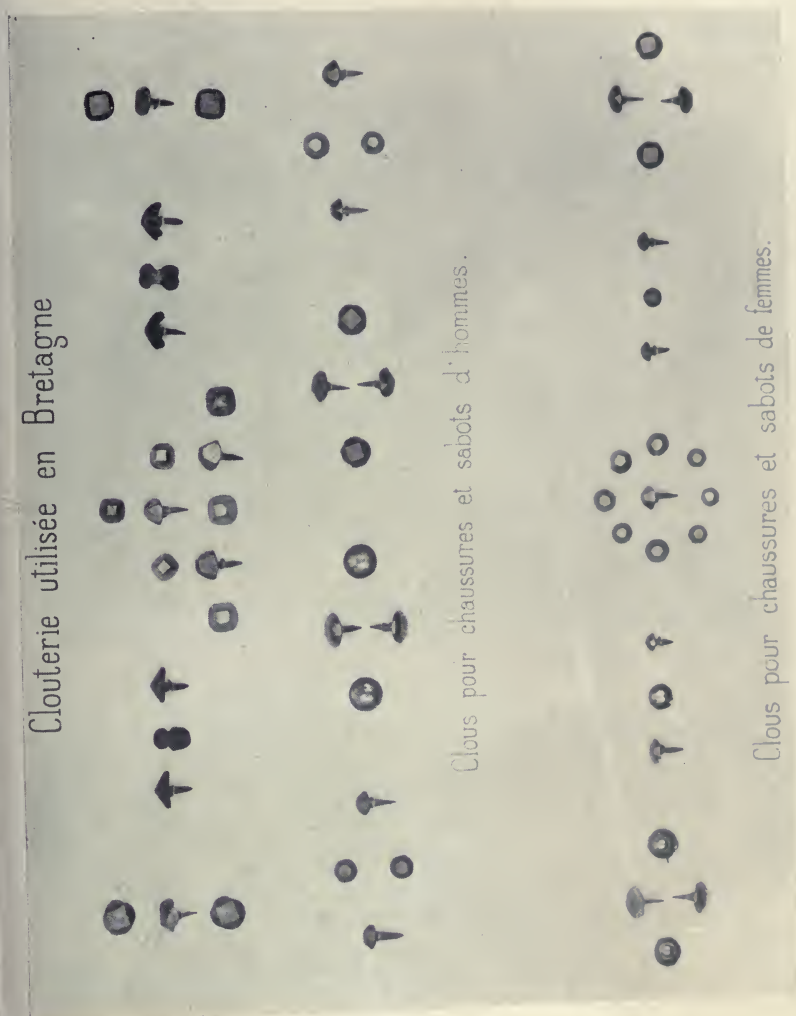 Clouterie utilisée en Bretagne
Clous pour chaussures et sabots d'hommes.
Clous pour chaussures et sabots de femmes.